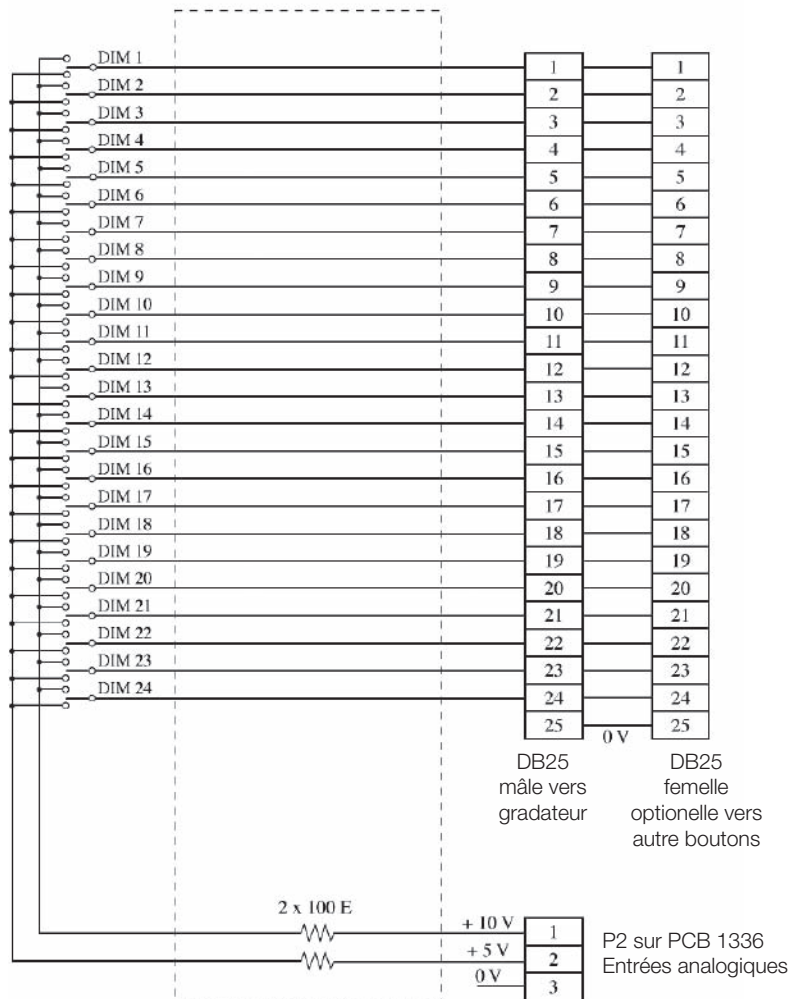 DIM 1
DIM 2
DIM 3
DIM 4
DIM 5
DIM 6
DIM 7
DIM 8
DIM 9
DIM 10
DIM 11
DIM 12
DIM 13
DIM 14
DIM 15
DIM 16
DIM 17
DIM 18
DIM 19
DIM 20
DIM 21
DIM 22
DIM 23
DIM 24
1 1
2 2
3 3
4 4
5 5
6 6
7 7
8 8
9 9
10 10
11 11
12 12
13 13
14 14
15 15
16 16
17 17
18 18
19 19
20 20
21 21
22 22
23 23
24 24
25 0 V 25
DB25
mâle vers
gradateur
DB25
femelle
optionelle vers
autre boutons
2 x 100 E
+ 10 V 1
+ 5 V 2
0 V 3
P2 sur PCB 1336
Entrées analogiques